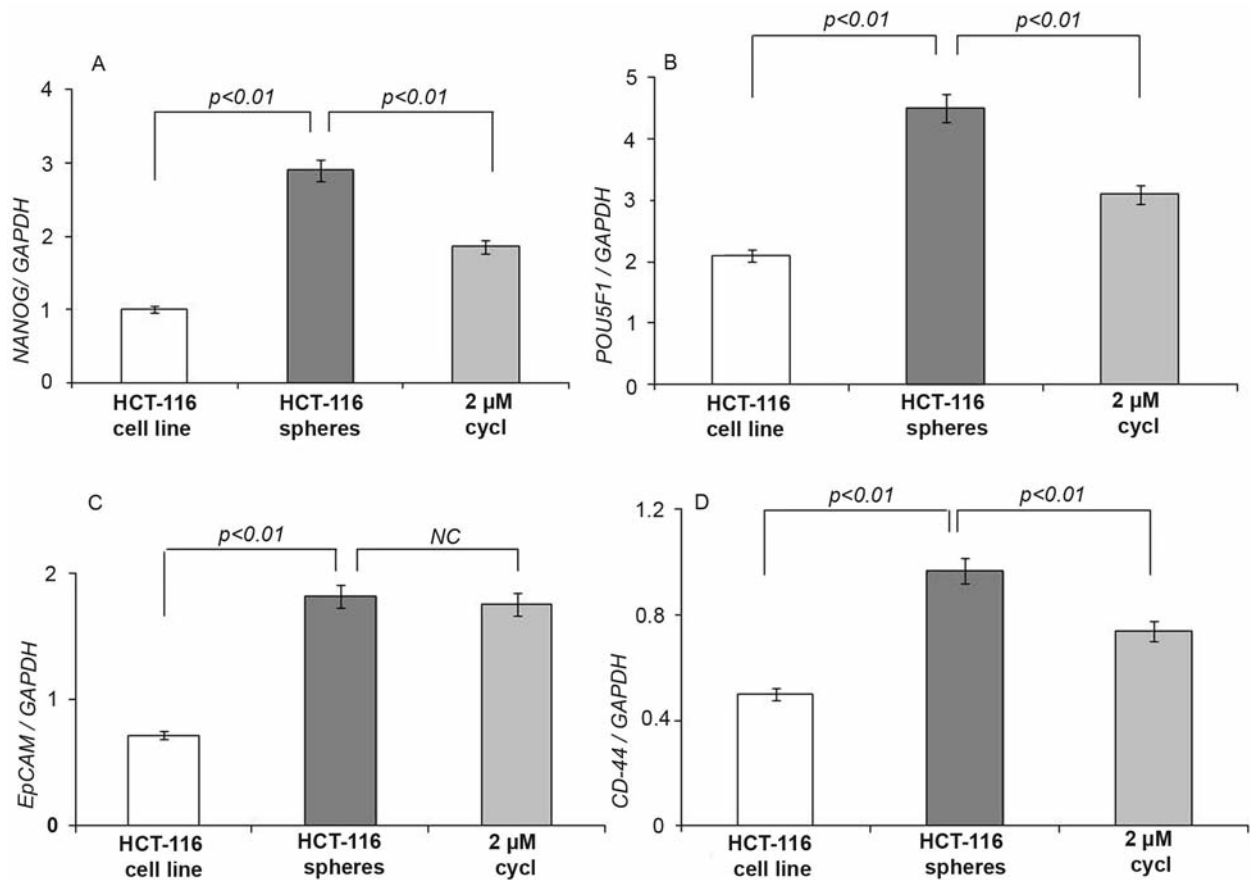 A
p<0.01
p<0.01
NANOG/ GAPDH
4
3
2
1
0
HCT-116
cell line
HCT-116
spheres
2 µM
cycl
B
p<0.01
p<0.01
POU5F1 / GAPDH
5
4
3
2
1
0
HCT-116
cell line
HCT-116
spheres
2 µM
cycl
C
p<0.01
NC
EpCAM / GAPDH
2
1
0
HCT-116
cell line
HCT-116
spheres
2 µM
cycl
D
p<0.01
p<0.01
CD-44 / GAPDH
1.2
0.8
0.4
0
HCT-116
cell line
HCT-116
spheres
2 µM
cycl